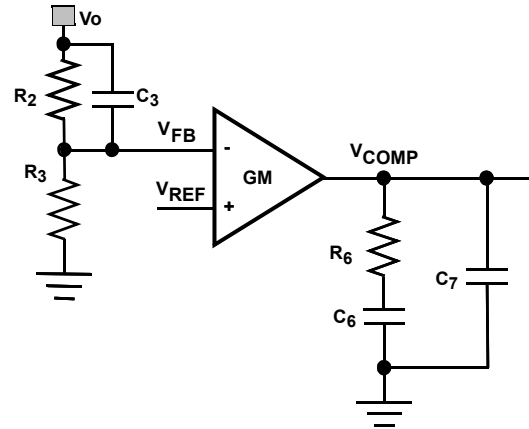 Vo
R2
C3
VFB
VCOMP
R3
-
GM
VREF
+
R6
C7
C6